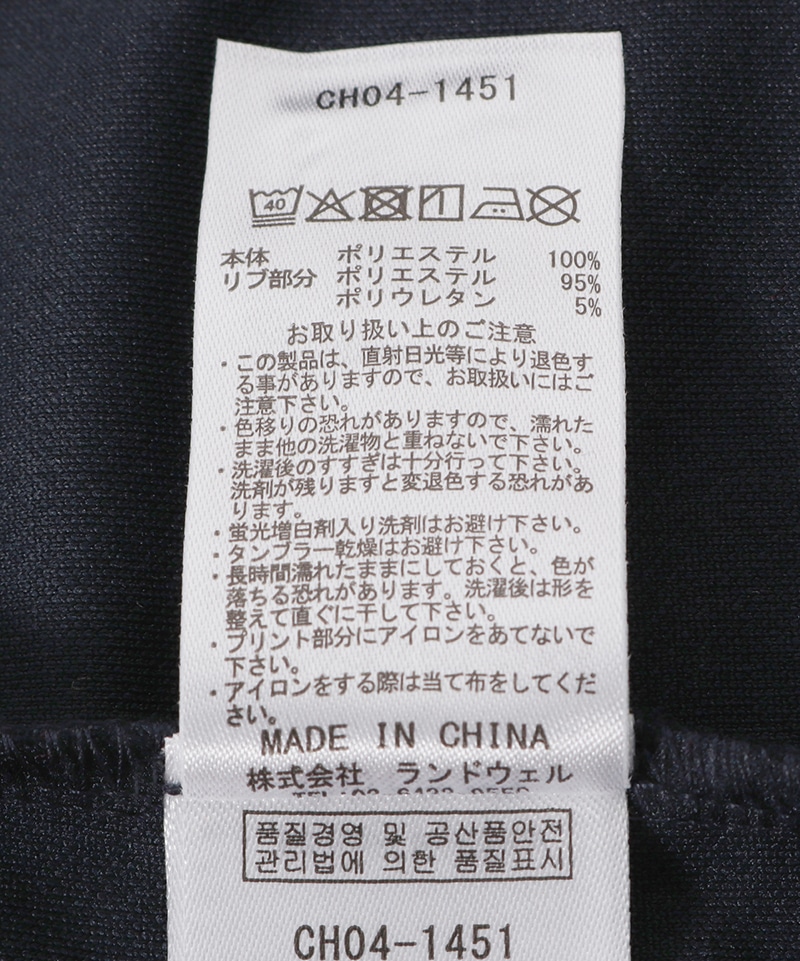 CH04-1451
40
本体 ポリエステル 100%
リブ部分 ポリエステル 95%
ポリウレタン 5%
お取り扱い上のご注意
・この製品は、直射日光等により退色す
る事がありますので、お取扱いにはご
注意下さい。
・色移りの恐れがありますので、濡れた
まま他の洗濯物と重ねないで下さい。
・洗濯後のすすぎは十分行って下さい。
洗剤が残りますと変退色する恐れがあ
ります。
・蛍光増白剤入り洗剤はお避け下さい。
・タンブラー乾燥はお避け下さい。
・長時間濡れたままにしておくと、色が
落ちる恐れがあります。洗濯後は形を
整えて直ぐに干して下さい。
・プリント部分にアイロンをあてないで
下さい。
・アイロンをする際は当て布をしてくだ
さい。
MADE IN CHINA
株式会社 ランドウェル
품질경영 및 공산품안전
관리법에 의한 품질표시
CH04-1451